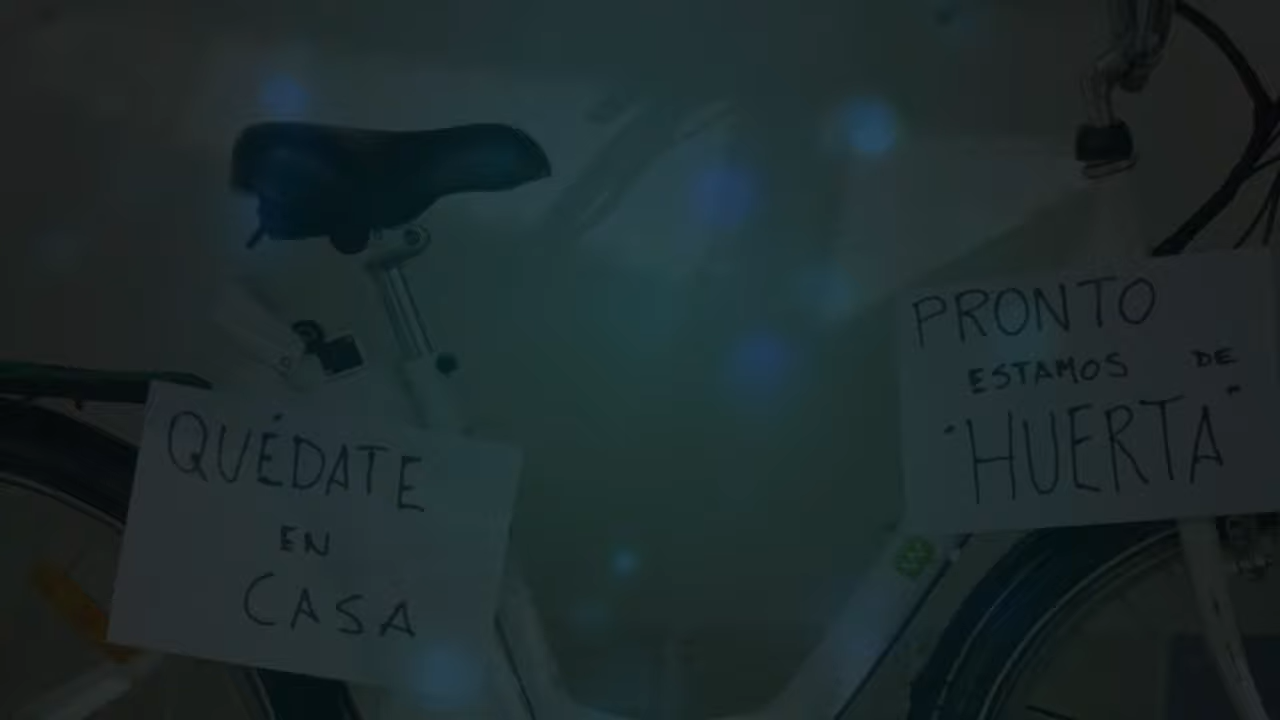 QUÉDATE
EN
CASA
PRONTO
ESTAMOS DE
"HUERTA"